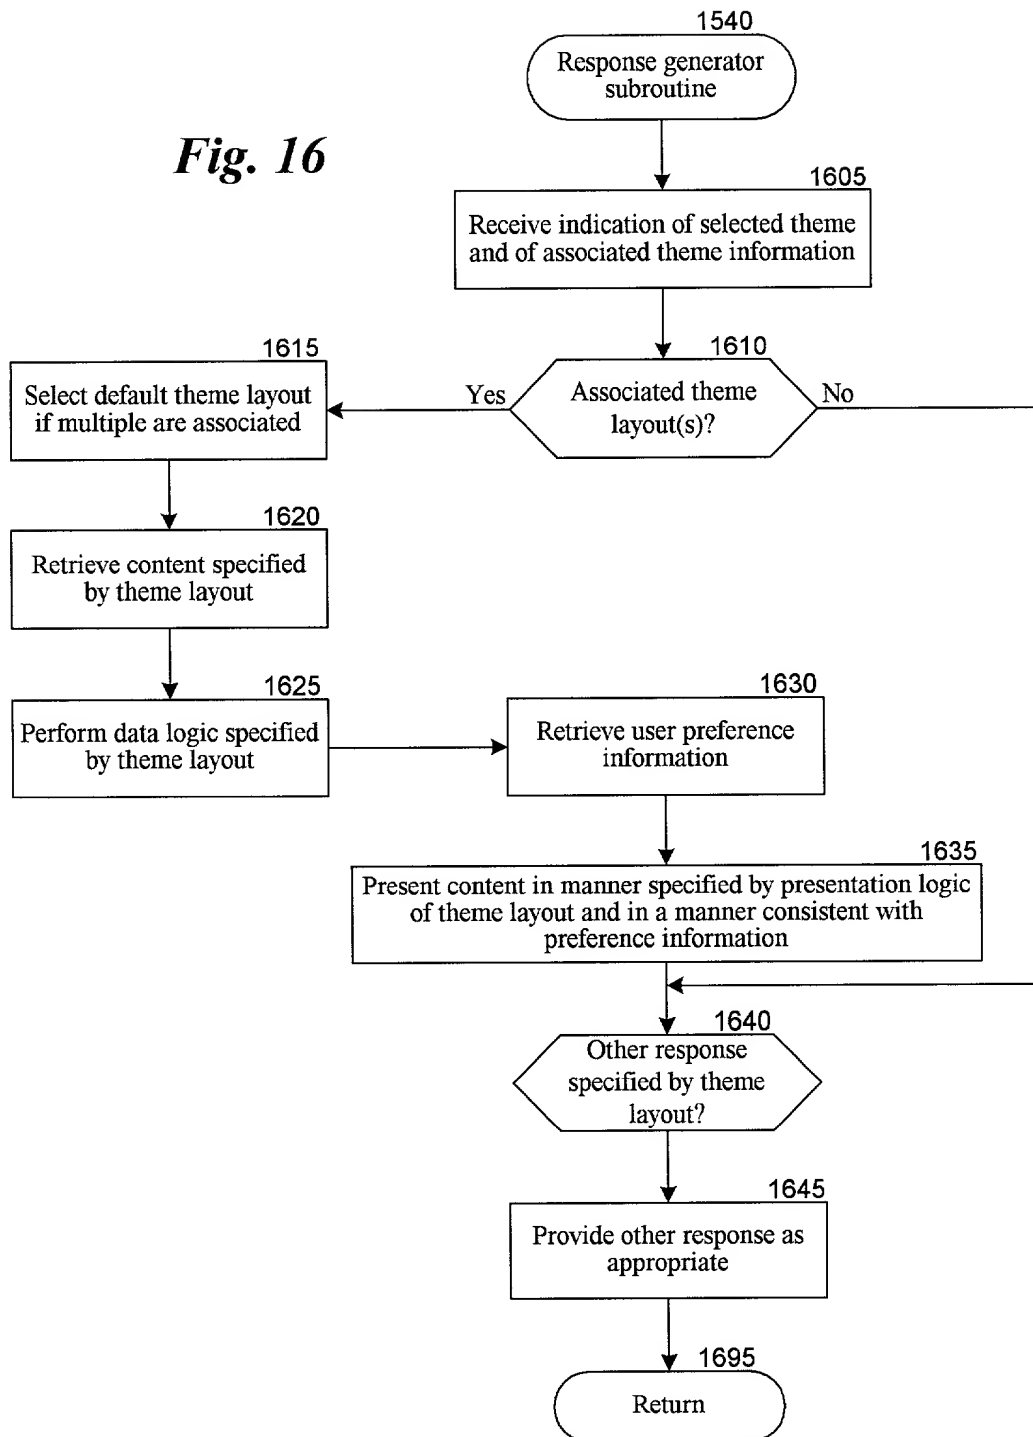 1540
Response generator
subroutine
Fig. 16
1605
Receive indication of selected theme
and of associated theme information
1610
Associated theme
layout(s)?
Yes
No
1615
Select default theme layout
if multiple are associated
1620
Retrieve content specified
by theme layout
1625
Perform data logic specified
by theme layout
1630
Retrieve user preference
information
1635
Present content in manner specified by presentation logic
of theme layout and in a manner consistent with
preference information
1640
Other response
specified by theme
layout?
1645
Provide other response as
appropriate
1695
Return